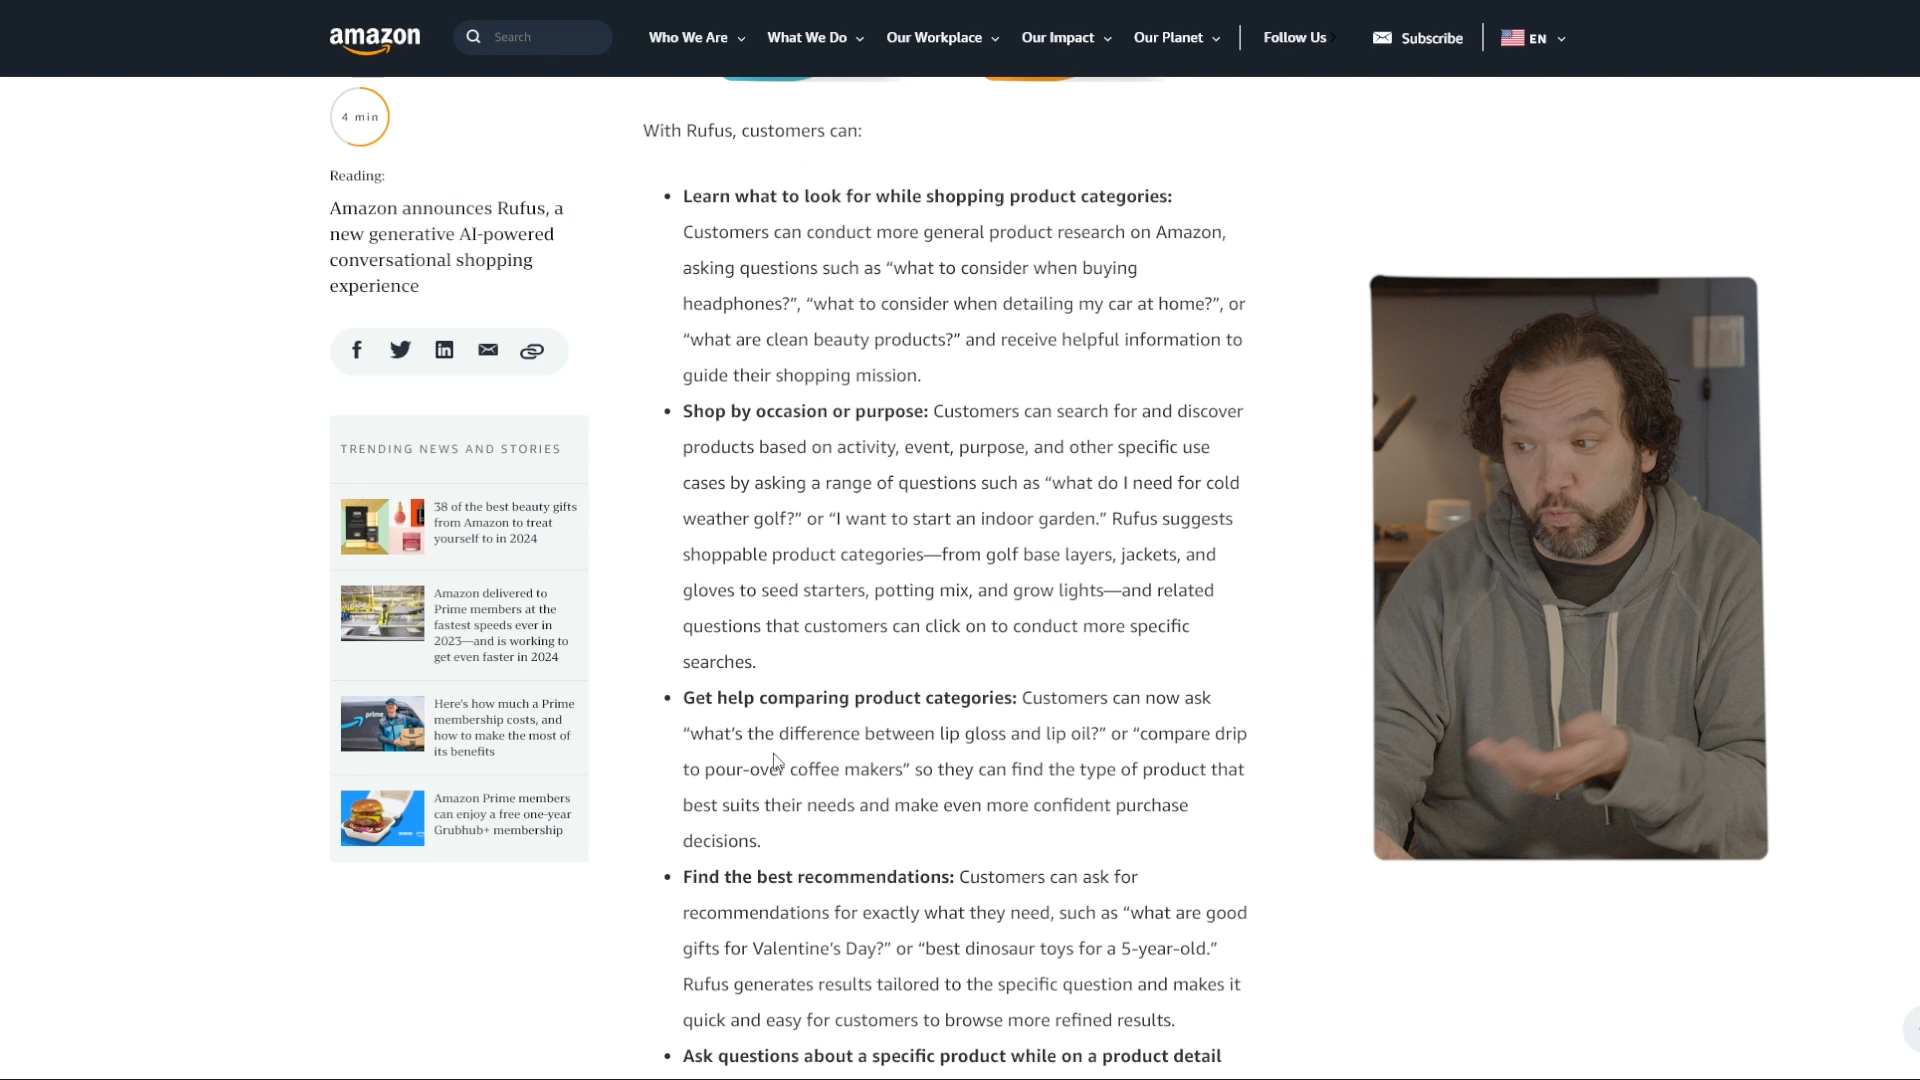 amazon
Search
Who We Are
What We Do
Our Workplace
Our Impact
Our Planet
Follow Us
Subscribe
EN
4 min
Reading:
Amazon announces Rufus, a
new generative AI-powered
conversational shopping
experience
TRENDING NEWS AND STORIES
38 of the best beauty gifts
from Amazon to treat
yourself to in 2024
Amazon delivered to
Prime members at the
fastest speeds ever in
2023—and is working to
get even faster in 2024
prime
Here's how much a Prime
membership costs, and
how to make the most of
its benefits
Amazon Prime members
can enjoy a free one-year
Grubhub+ membership
With Rufus, customers can:
• Learn what to look for while shopping product categories:
Customers can conduct more general product research on Amazon,
asking questions such as “what to consider when buying
headphones?”, “what to consider when detailing my car at home?”, or
“what are clean beauty products?” and receive helpful information to
guide their shopping mission.
• Shop by occasion or purpose: Customers can search for and discover
products based on activity, event, purpose, and other specific use
cases by asking a range of questions such as “what do I need for cold
weather golf?” or “I want to start an indoor garden.” Rufus suggests
shoppable product categories—from golf base layers, jackets, and
gloves to seed starters, potting mix, and grow lights—and related
questions that customers can click on to conduct more specific
searches.
• Get help comparing product categories: Customers can now ask
“what's the difference between lip gloss and lip oil?” or “compare drip
to pour-over coffee makers” so they can find the type of product that
best suits their needs and make even more confident purchase
decisions.
• Find the best recommendations: Customers can ask for
recommendations for exactly what they need, such as “what are good
gifts for Valentine's Day?” or “best dinosaur toys for a 5-year-old.”
Rufus generates results tailored to the specific question and makes it
quick and easy for customers to browse more refined results.
• Ask questions about a specific product while on a product detail